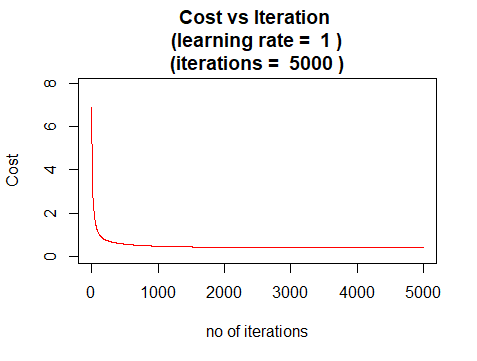 Cost vs Iteration
(learning rate =  1 )
(iterations =  5000 )
8
6
4
2
0
Cost
0 1000 2000 3000 4000 5000
no of iterations